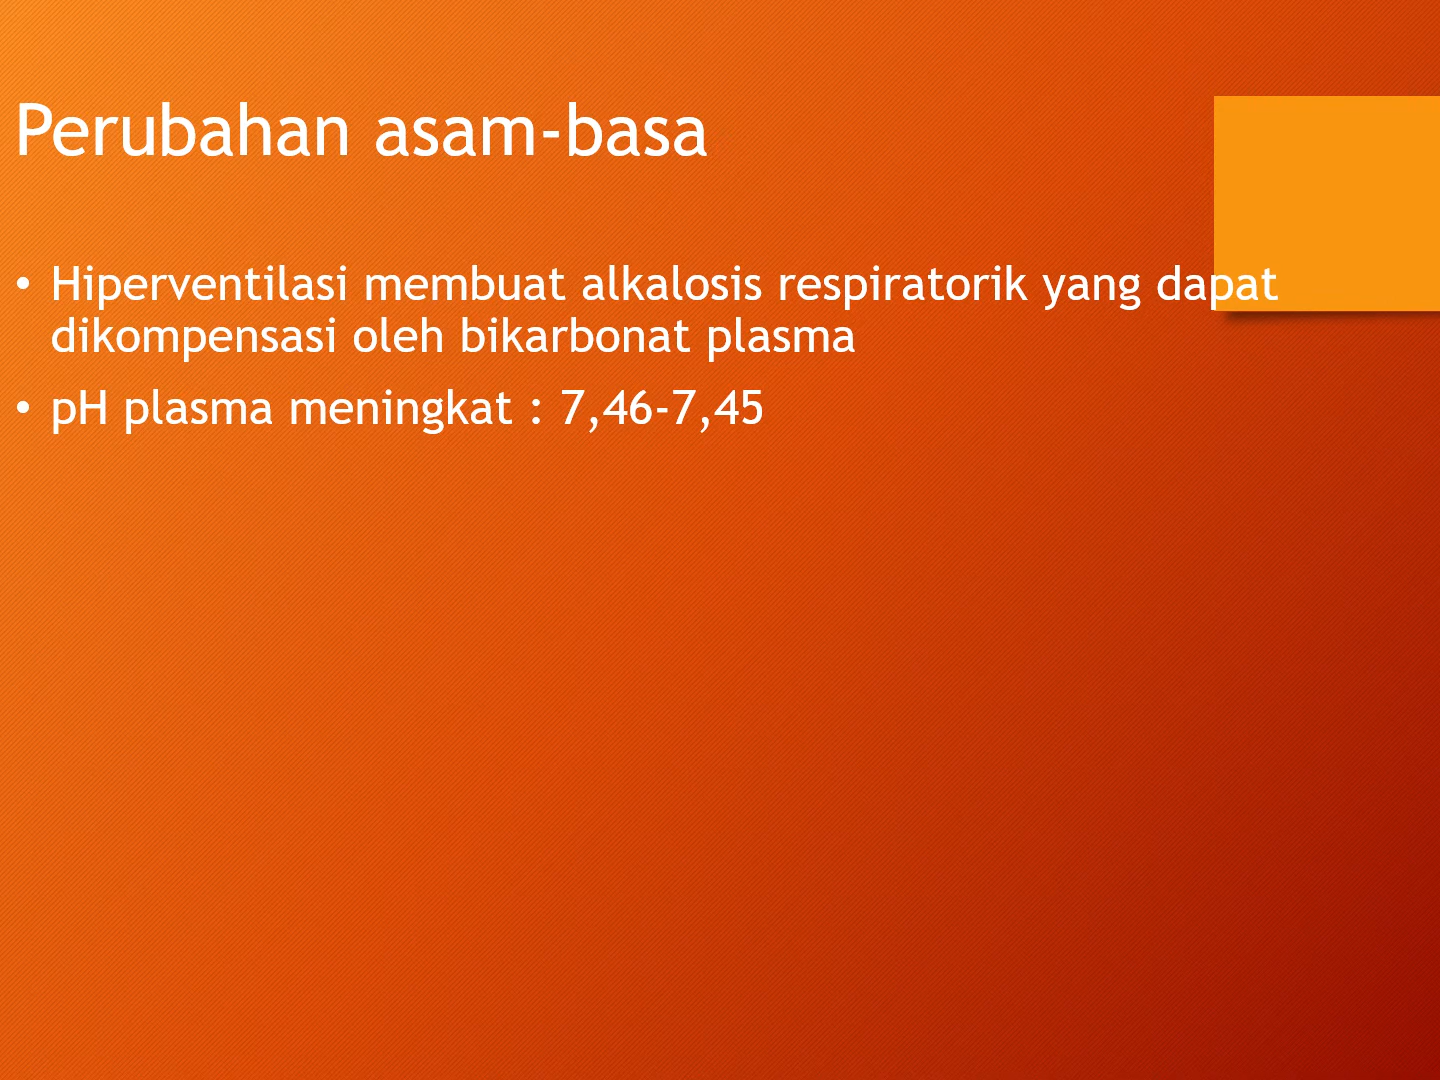 Perubahan asam-basa
• Hiperventilasi membuat alkalosis respiratorik yang dapat
dikompensasi oleh bikarbonat plasma
• pH plasma meningkat : 7,46-7,45